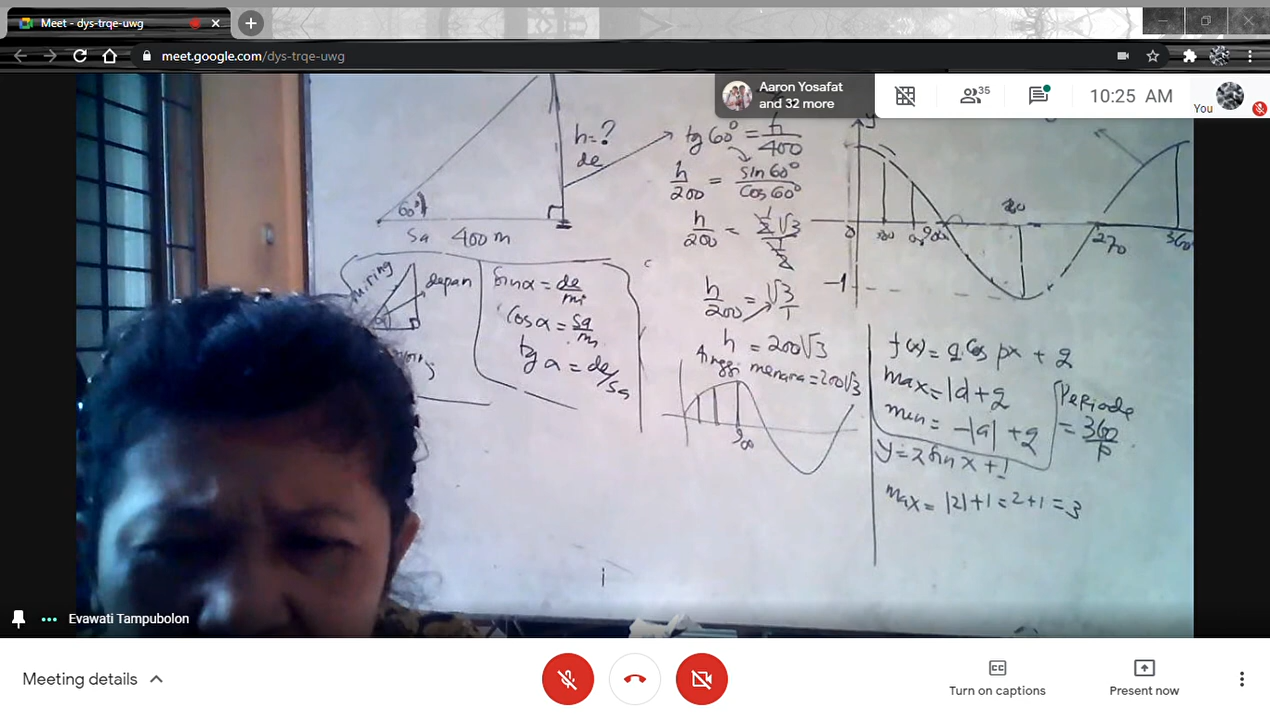 Meet - dys-trqe-uwg
meet.google.com/dys-trqe-uwg
Aaron Yosafat
and 32 more
35
10:25 AM
You
h = ?
de
60°
sa 400 m
miring
depan
sin α = de/mi
cos α = sa/mi
tg α = de/sa
tg 60° = h/400
h/200 = sin 60°/cos 60°
h/200 = ½√3/½
h/200 = √3/1
h = 200√3
Tinggi menara = 200√3
90°
y
0
-1
270
360
Periode
= 360/p
y = 2 sin x + 1
max = |2| + 1 = 2 + 1 = 3
Evawati Tampubolon
Meeting details
Turn on captions
Present now